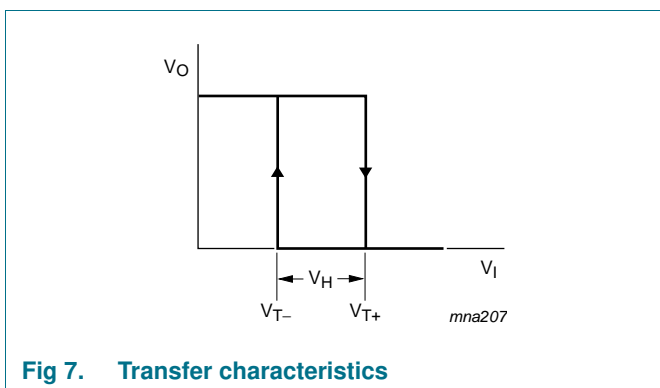 VO
VH
VI
VT−
VT+
mna207
Fig 7. Transfer characteristics